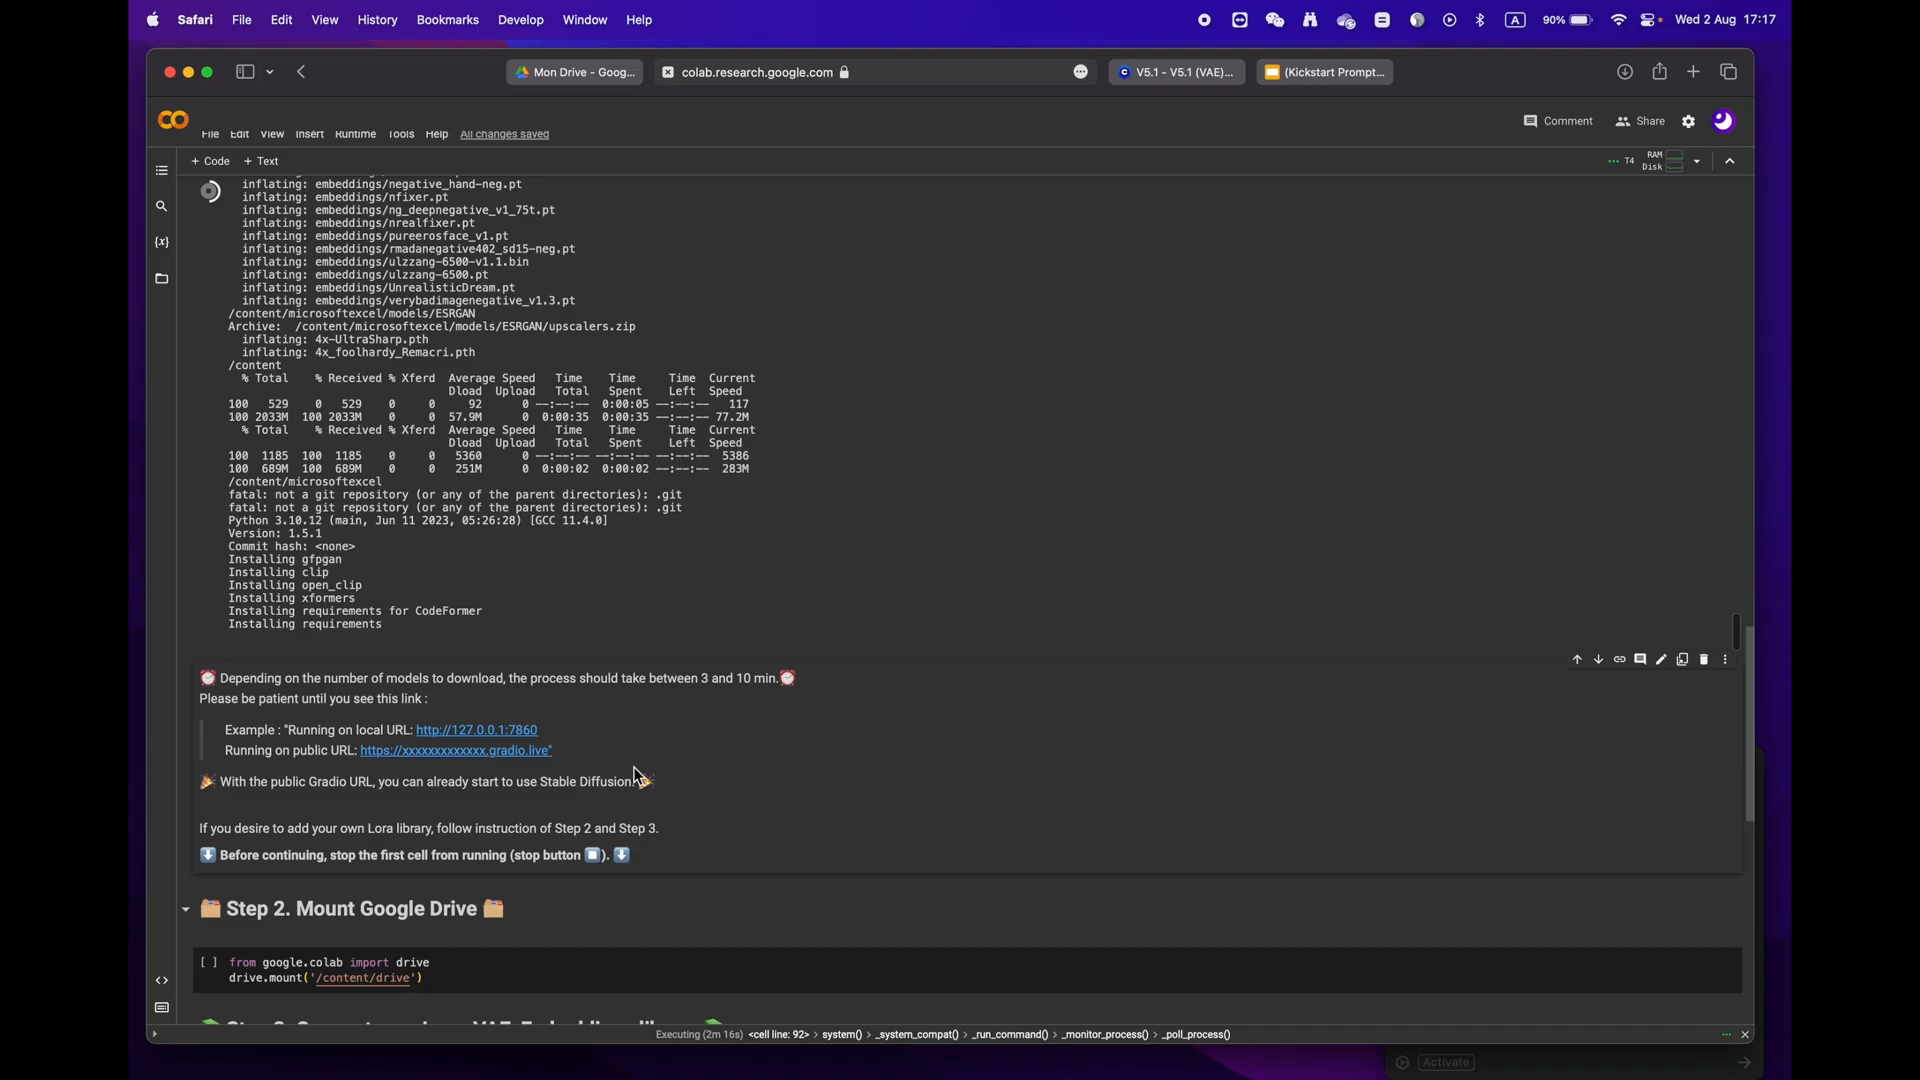 Safari File Edit View History Bookmarks Develop Window Help A 90% Wed 2 Aug 17:17
Mon Drive - Goog... colab.research.google.com V5.1 - V5.1 (VAE)... (Kickstart Prompt...
File Edit View Insert Runtime Tools Help All changes saved Comment Share
+ Code + Text T4 RAM
Disk
inflating: embeddings/negative_hand-neg.pt
inflating: embeddings/nfixer.pt
inflating: embeddings/ng_deepnegative_v1_75t.pt
inflating: embeddings/nrealfixer.pt
inflating: embeddings/pureerosface_v1.pt
inflating: embeddings/rmadanegative402_sd15-neg.pt
inflating: embeddings/ulzzang-6500-v1.1.bin
inflating: embeddings/ulzzang-6500.pt
inflating: embeddings/UnrealisticDream.pt
inflating: embeddings/verybadimagenegative_v1.3.pt
/content/microsoftexcel/models/ESRGAN
Archive: /content/microsoftexcel/models/ESRGAN/upscalers.zip
inflating: 4x-UltraSharp.pth
inflating: 4x_foolhardy_Remacri.pth
/content
% Total % Received % Xferd Average Speed Time Time Time Current
Dload Upload Total Spent Left Speed
100 529 0 529 0 0 92 0 --:--:-- 0:00:05 --:--:-- 117
100 2033M 100 2033M 0 0 57.9M 0 0:00:35 0:00:35 --:--:-- 77.2M
% Total % Received % Xferd Average Speed Time Time Time Current
Dload Upload Total Spent Left Speed
100 1185 100 1185 0 0 5360 0 --:--:-- --:--:-- --:--:-- 5386
100 689M 100 689M 0 0 251M 0 0:00:02 0:00:02 --:--:-- 283M
/content/microsoftexcel
fatal: not a git repository (or any of the parent directories): .git
fatal: not a git repository (or any of the parent directories): .git
Python 3.10.12 (main, Jun 11 2023, 05:26:28) [GCC 11.4.0]
Version: 1.5.1
Commit hash: <none>
Installing gfpgan
Installing clip
Installing open_clip
Installing xformers
Installing requirements for CodeFormer
Installing requirements
⏰ Depending on the number of models to download, the process should take between 3 and 10 min.⏰
Please be patient until you see this link :
Example : "Running on local URL: http://127.0.0.1:7860
Running on public URL: https://xxxxxxxxxxxxx.gradio.live"
🎉 With the public Gradio URL, you can already start to use Stable Diffusion! 🎉
If you desire to add your own Lora library, follow instruction of Step 2 and Step 3.
⬇️ Before continuing, stop the first cell from running (stop button ⏹️). ⬇️
Step 2. Mount Google Drive
[ ] from google.colab import drive
drive.mount('/content/drive')
Executing (2m 16s) <cell line: 92> > system() > _system_compat() > _run_command() > _monitor_process() > _poll_process()
Activate